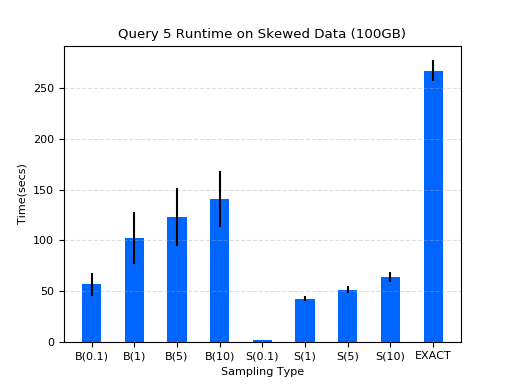 Query 5 Runtime on Skewed Data (100GB)
250
200
150
100
50
0
Time(secs)
B(0.1) B(1) B(5) B(10) S(0.1) S(1) S(5) S(10) EXACT
Sampling Type